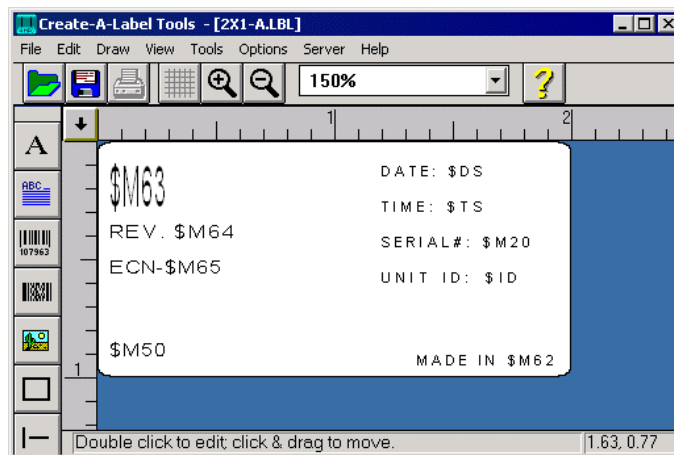 Create-A-Label Tools - [2X1-A.LBL]
File Edit Draw View Tools Options Server Help
150%
1 2
A
ABC
107963
$M63
REV. $M64
ECN-$M65
$M50
DATE: $DS
TIME: $TS
SERIAL#: $M20
UNIT ID: $ID
MADE IN $M62
1
Double click to edit; click & drag to move.
1.63, 0.77